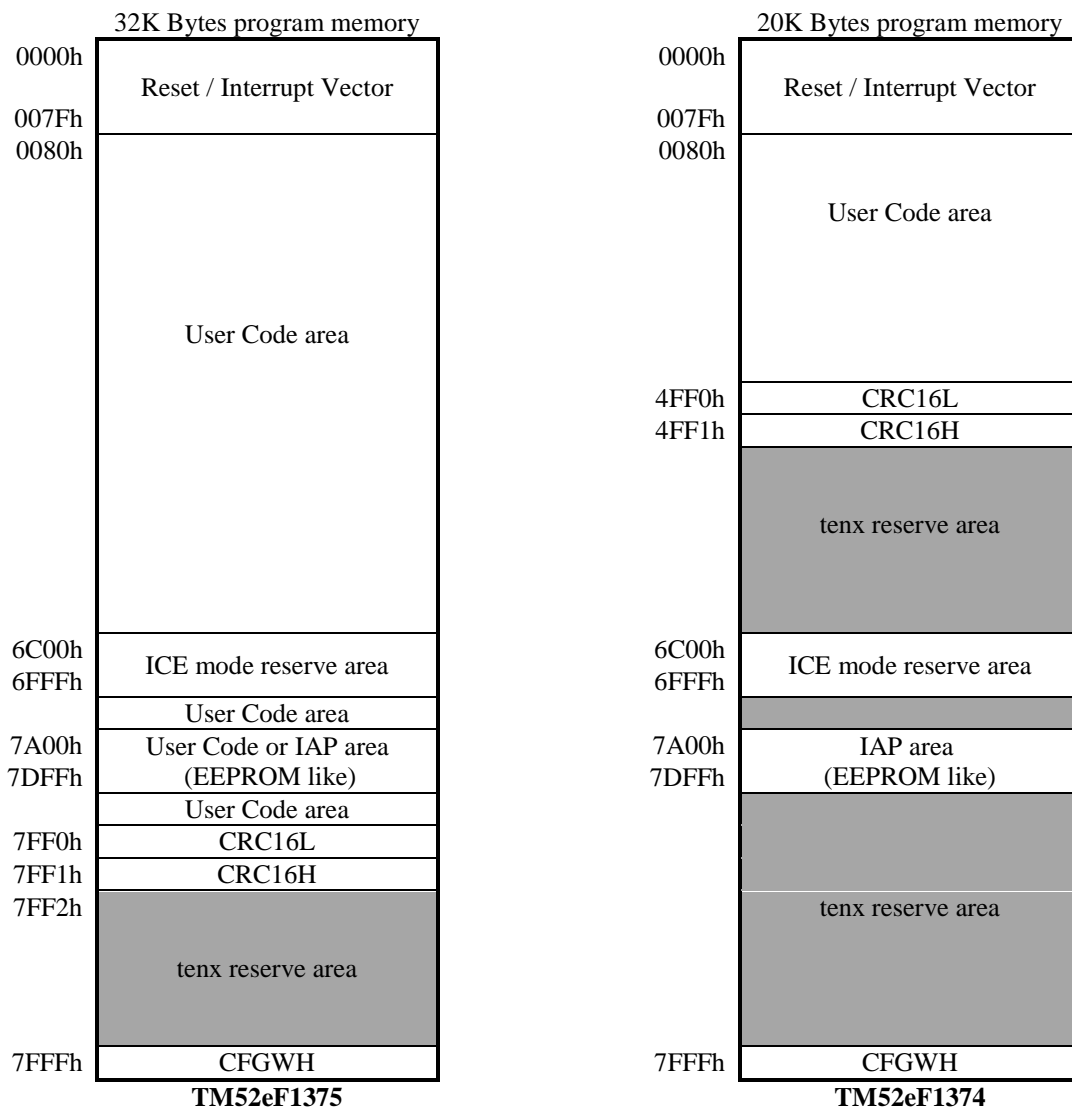 32K Bytes program memory
0000h
Reset / Interrupt Vector
007Fh
0080h
User Code area
6C00h
ICE mode reserve area
6FFFh
User Code area
7A00h
User Code or IAP area
7DFFh
(EEPROM like)
User Code area
7FF0h
CRC16L
7FF1h
CRC16H
7FF2h
tenx reserve area
7FFFh
CFGWH
TM52eF1375
20K Bytes program memory
0000h
Reset / Interrupt Vector
007Fh
0080h
User Code area
4FF0h
CRC16L
4FF1h
CRC16H
tenx reserve area
6C00h
ICE mode reserve area
6FFFh
7A00h
IAP area
7DFFh
(EEPROM like)
tenx reserve area
7FFFh
CFGWH
TM52eF1374